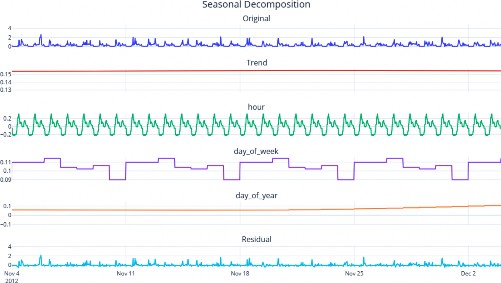 Seasonal Decomposition
Original
4
2
0
Trend
0.15
0.14
0.13
hour
0.2
0
−0.2
day_of_week
0.11
0.1
0.09
day_of_year
0.1
0
−0.1
Residual
4
2
0
Nov 4 Nov 11 Nov 18 Nov 25 Dec 2
2012